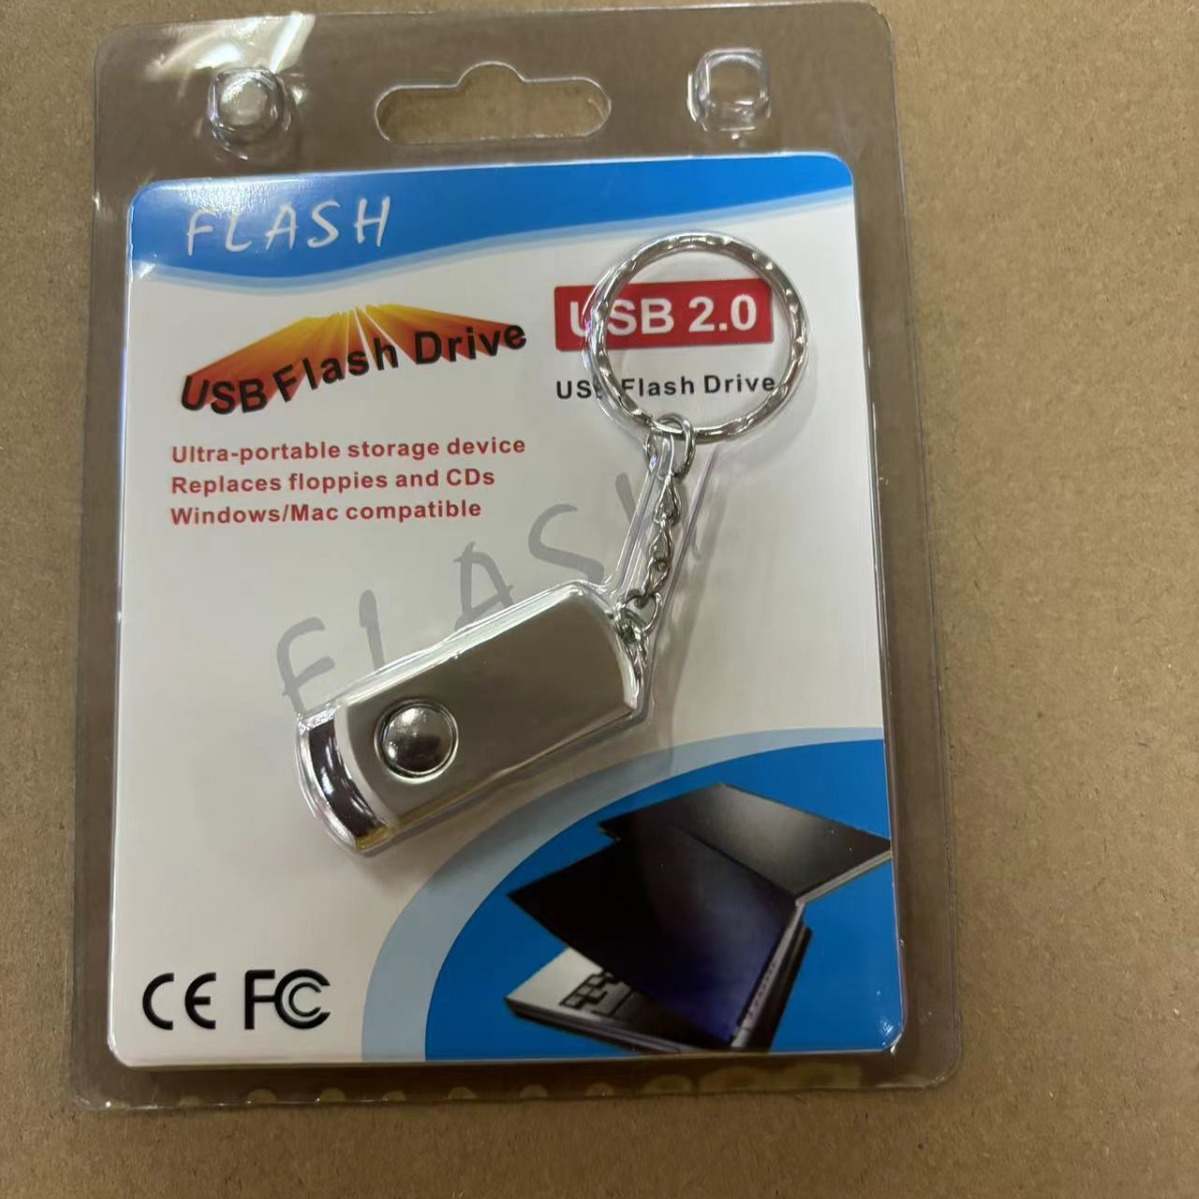 FLASH
USB Flash Drive
USB 2.0
USB Flash Drive
Ultra-portable storage device
Replaces floppies and CDs
Windows/Mac compatible
FLASH
CE FC